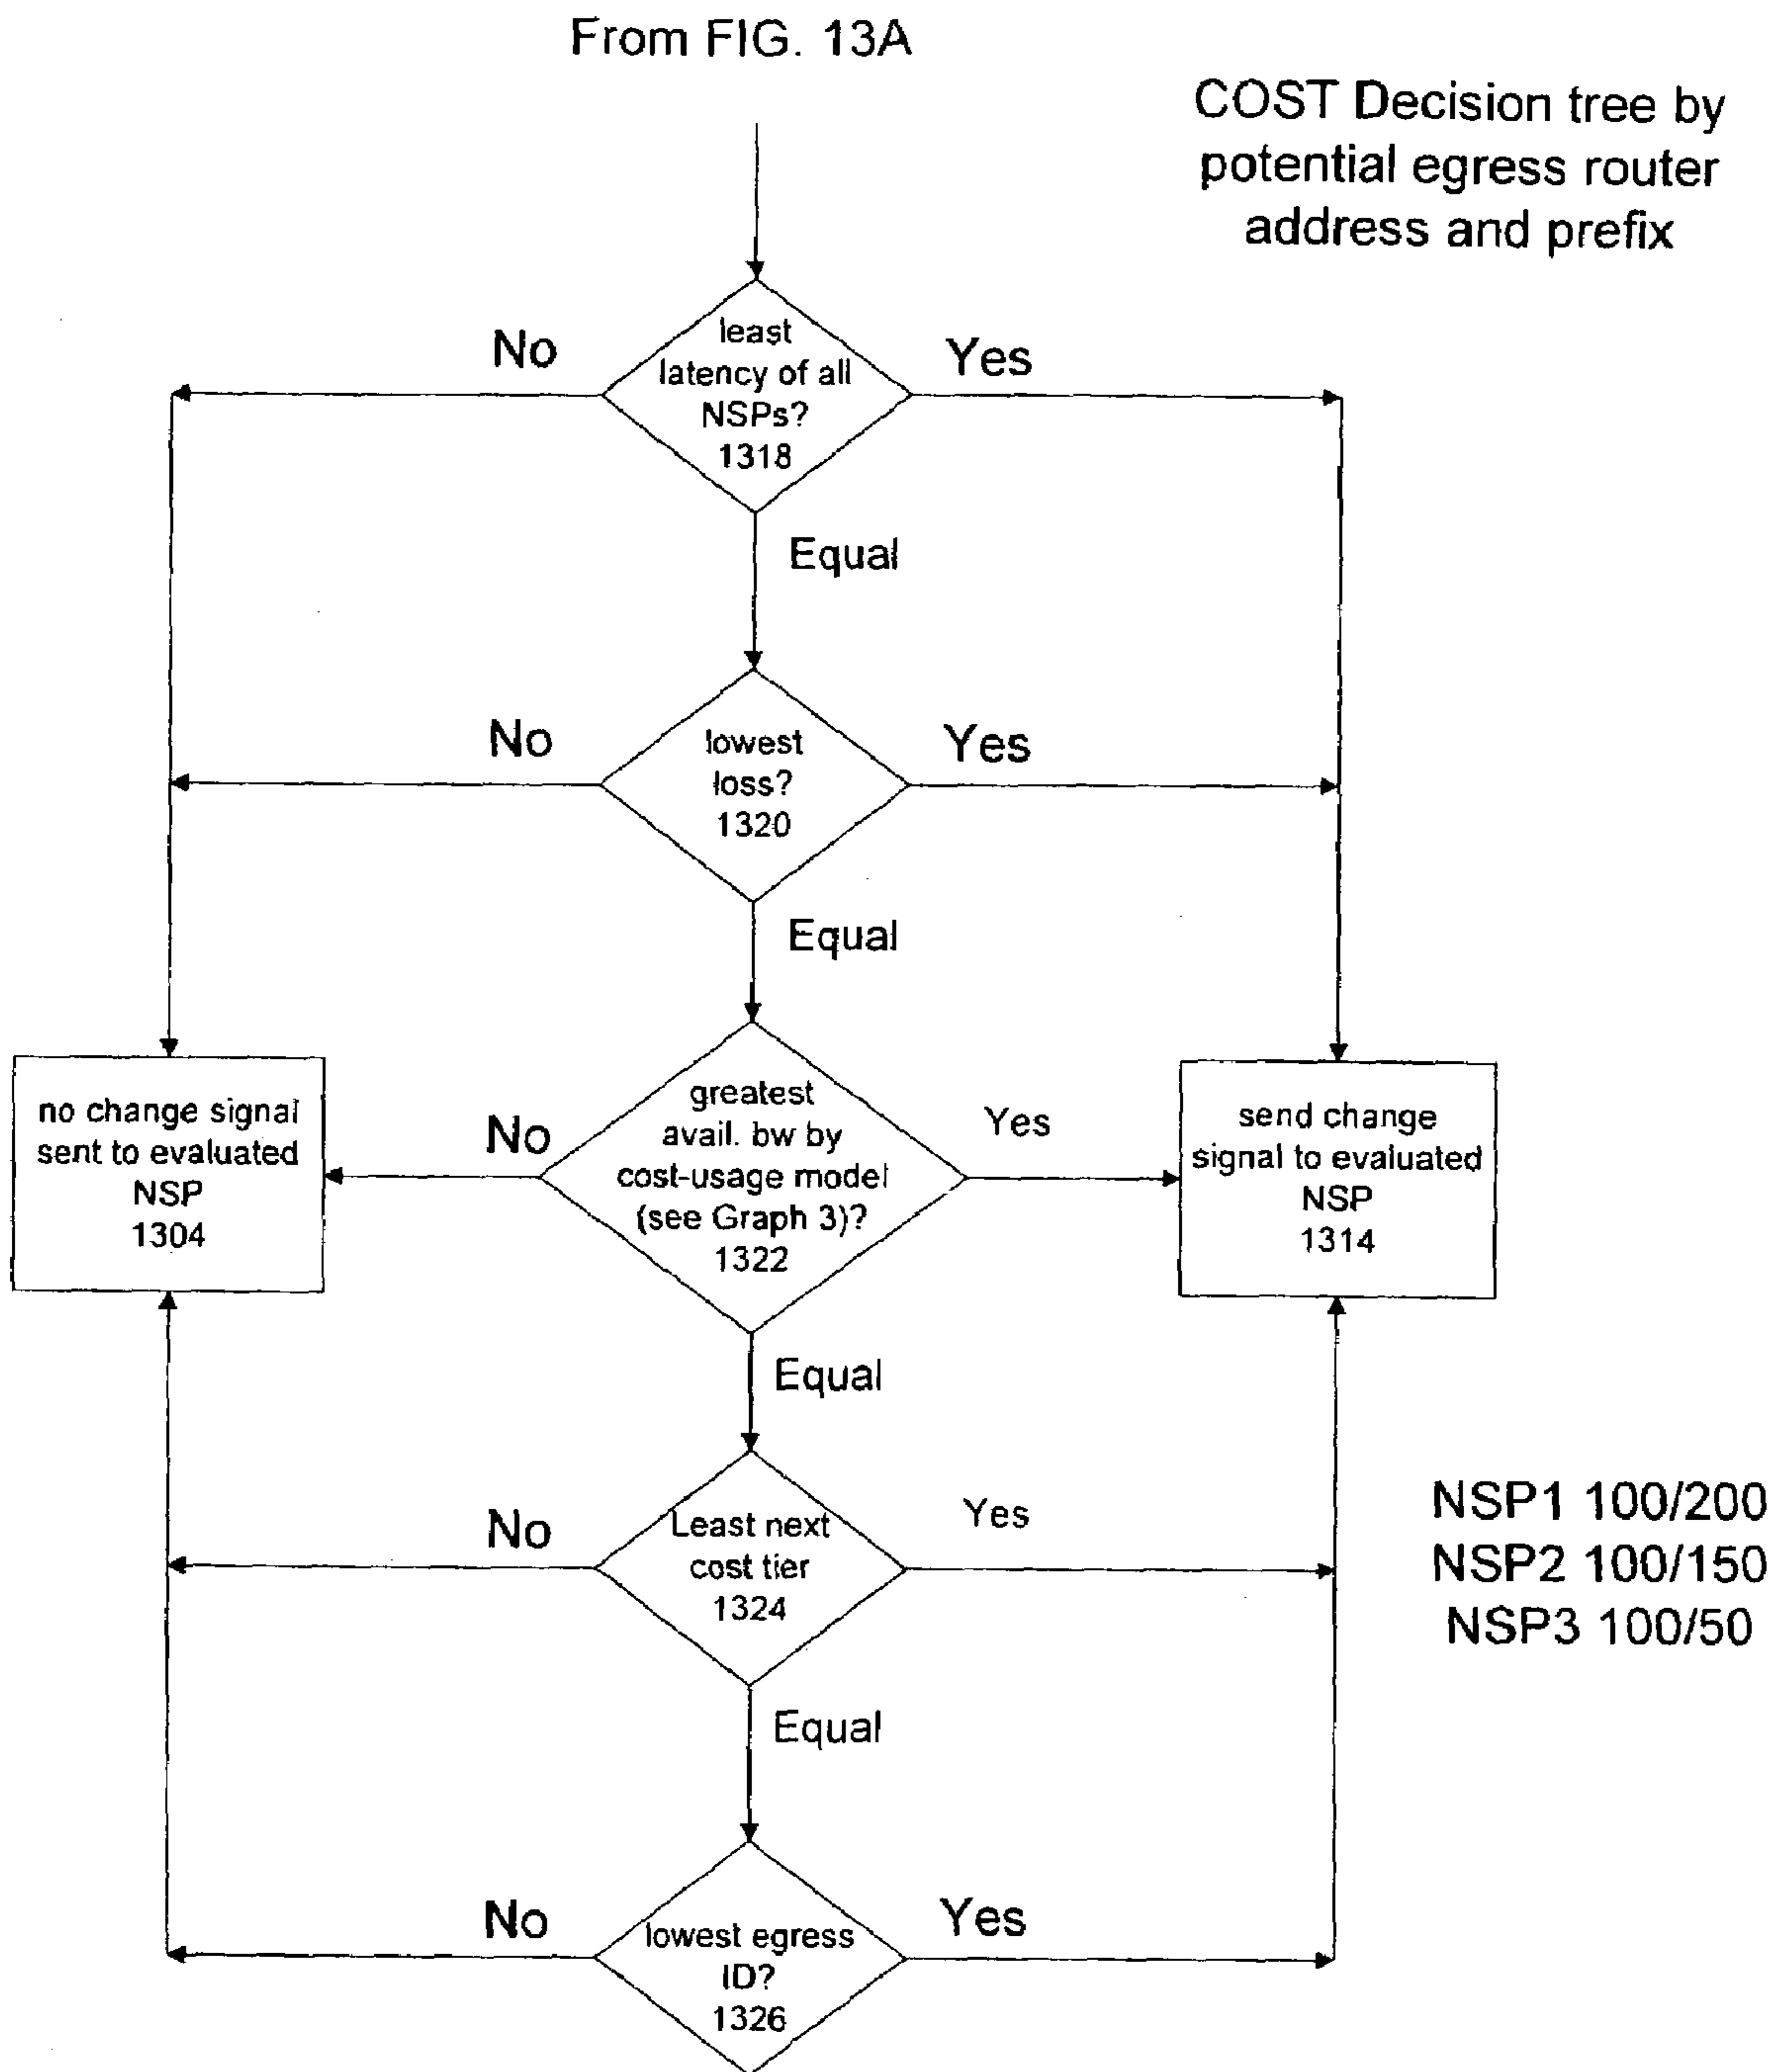 From FIG. 13A
COST Decision tree by
potential egress router
address and prefix
least
latency of all
NSPs?
1318
No
Yes
Equal
lowest
loss?
1320
No
Yes
Equal
greatest
avail. bw by
cost-usage model
(see Graph 3)?
1322
No
Yes
no change signal
sent to evaluated
NSP
1304
send change
signal to evaluated
NSP
1314
Equal
Least next
cost tier
1324
No
Yes
NSP1 100/200
NSP2 100/150
NSP3 100/50
Equal
lowest egress
ID?
1326
No
Yes